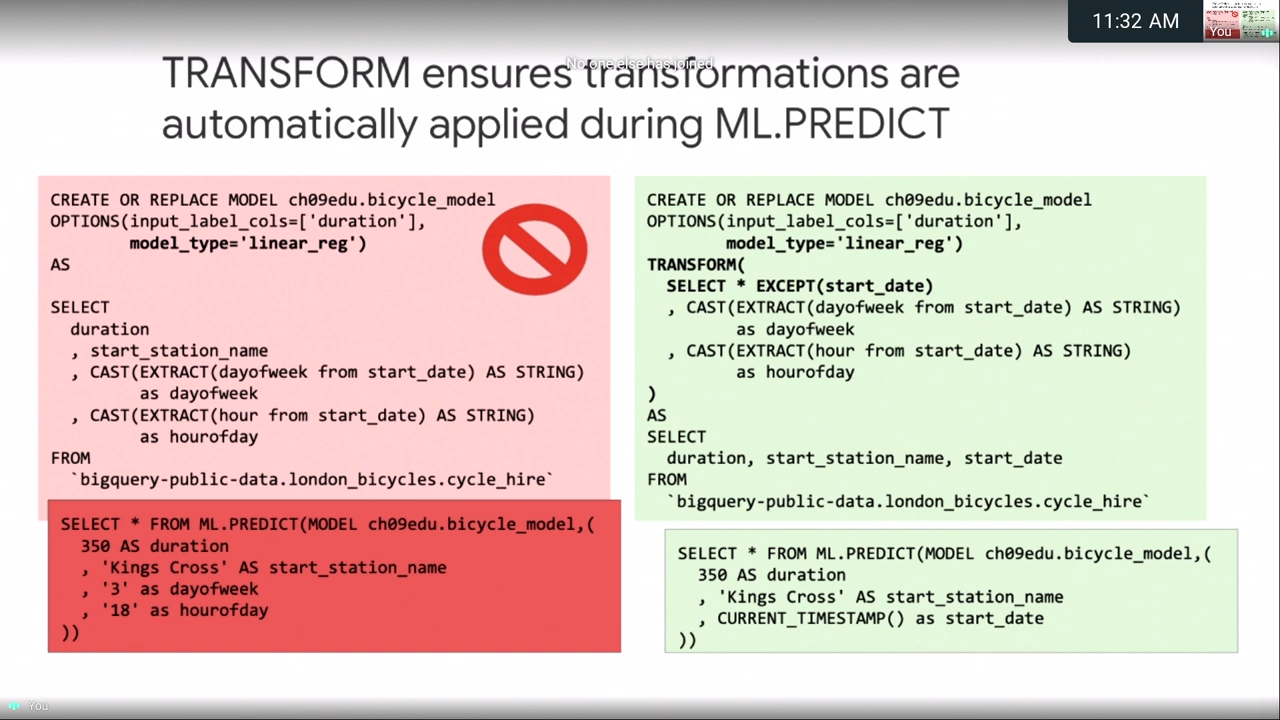 11:32 AM
You
No one else has joined
TRANSFORM ensures transformations are
automatically applied during ML.PREDICT
CREATE OR REPLACE MODEL ch09edu.bicycle_model
OPTIONS(input_label_cols=['duration'],
model_type='linear_reg')
AS
SELECT
duration
, start_station_name
, CAST(EXTRACT(dayofweek from start_date) AS STRING)
as dayofweek
, CAST(EXTRACT(hour from start_date) AS STRING)
as hourofday
FROM
`bigquery-public-data.london_bicycles.cycle_hire`
SELECT * FROM ML.PREDICT(MODEL ch09edu.bicycle_model,(
350 AS duration
, 'Kings Cross' AS start_station_name
, '3' as dayofweek
, '18' as hourofday
))
CREATE OR REPLACE MODEL ch09edu.bicycle_model
OPTIONS(input_label_cols=['duration'],
model_type='linear_reg')
TRANSFORM(
SELECT * EXCEPT(start_date)
, CAST(EXTRACT(dayofweek from start_date) AS STRING)
as dayofweek
, CAST(EXTRACT(hour from start_date) AS STRING)
as hourofday
)
AS
SELECT
duration, start_station_name, start_date
FROM
`bigquery-public-data.london_bicycles.cycle_hire`
SELECT * FROM ML.PREDICT(MODEL ch09edu.bicycle_model,(
350 AS duration
, 'Kings Cross' AS start_station_name
, CURRENT_TIMESTAMP() as start_date
))
You